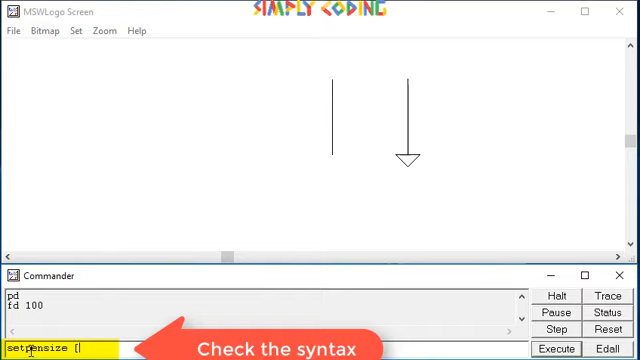 SIMPLY CODING
MSWLogo Screen
File Bitmap Set Zoom Help
Commander
pd
fd 100
Halt Trace
Pause Status
Step Reset
setpensize [
Execute Edall
Check the syntax